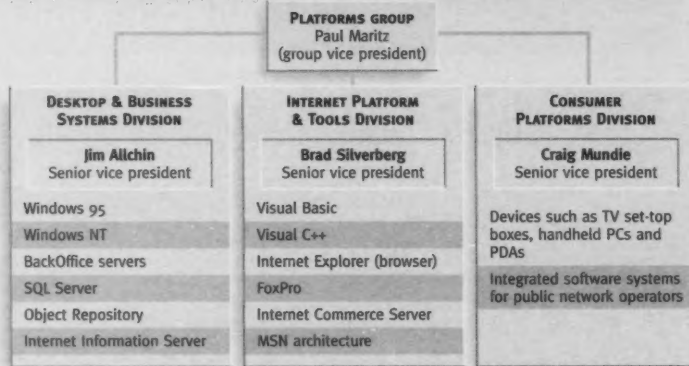 PLATFORMS GROUP
Paul Maritz
(group vice president)
DESKTOP & BUSINESS
SYSTEMS DIVISION
Jim Allchin
Senior vice president
Windows 95
Windows NT
BackOffice servers
SQL Server
Object Repository
Internet Information Server
INTERNET PLATFORM
& TOOLS DIVISION
Brad Silverberg
Senior vice president
Visual Basic
Visual C++
Internet Explorer (browser)
FoxPro
Internet Commerce Server
MSN architecture
CONSUMER
PLATFORMS DIVISION
Craig Mundie
Senior vice president
Devices such as TV set-top
boxes, handheld PCs and
PDAs
Integrated software systems
for public network operators